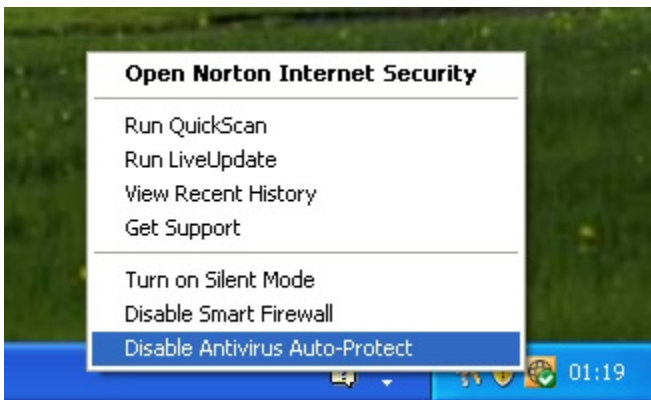 Open Norton Internet Security
Run QuickScan
Run LiveUpdate
View Recent History
Get Support
Turn on Silent Mode
Disable Smart Firewall
Disable Antivirus Auto-Protect
01:19